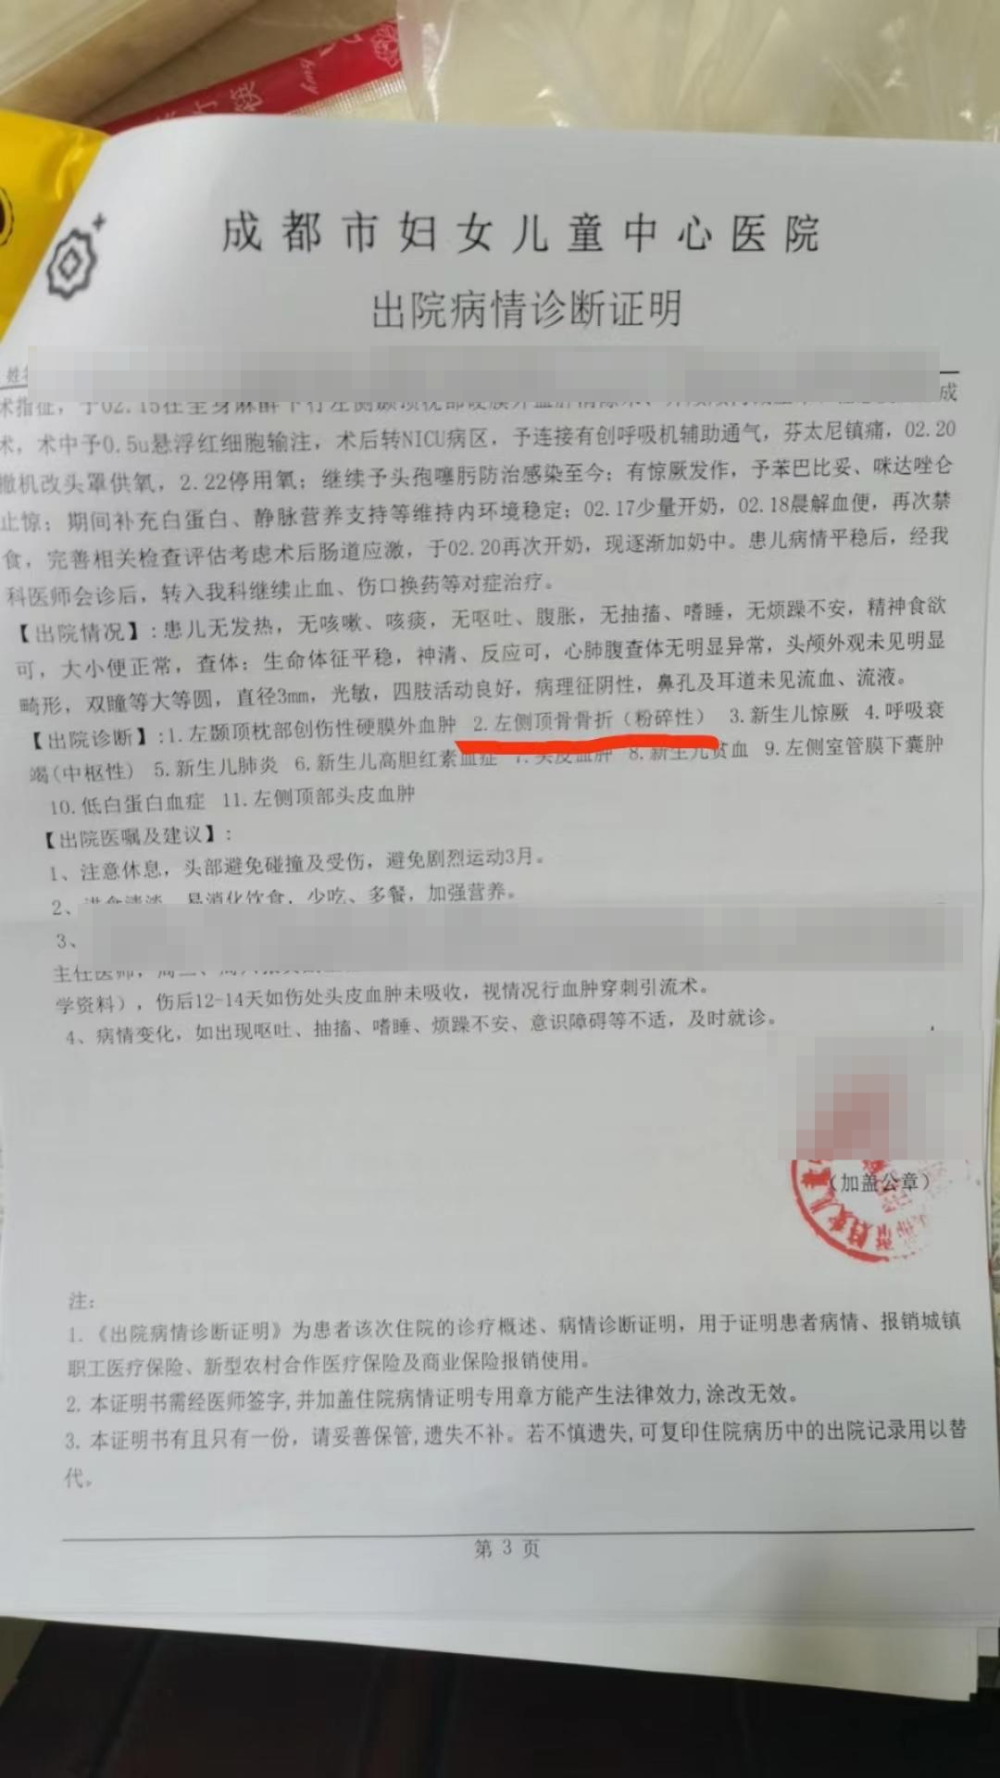 成都市妇女儿童中心医院
出院病情诊断证明
姓名
术指征，于02.15在全身麻醉下行左侧颞顶枕部硬膜外血肿清除术、
成
术，术中予0.5u悬浮红细胞输注，术后转NICU病区，予连接有创呼吸机辅助通气，芬太尼镇痛，02.20
撤机改头罩供氧，2.22停用氧；继续予头孢噻肟防治感染至今；有惊厥发作，予苯巴比妥、咪达唑仑
止惊；期间补充白蛋白、静脉营养支持等维持内环境稳定；02.17少量开奶，02.18晨解血便，再次禁
食，完善相关检查评估考虑术后肠道应激，于02.20再次开奶，现逐渐加奶中。患儿病情平稳后，经我
科医师会诊后，转入我科继续止血、伤口换药等对症治疗。
【出院情况】：患儿无发热，无咳嗽、咳痰，无呕吐、腹胀，无抽搐、嗜睡，无烦躁不安，精神食欲
可，大小便正常，查体：生命体征平稳，神清、反应可，心肺腹查体无明显异常，头颅外观未见明显
畸形，双瞳等大等圆，直径3mm，光敏，四肢活动良好，病理征阴性，鼻孔及耳道未见流血、流液。
【出院诊断】：1.左颞顶枕部创伤性硬膜外血肿 2.左侧顶骨骨折（粉碎性） 3.新生儿惊厥 4.呼吸衰
竭(中枢性) 5.新生儿肺炎 6.新生儿高胆红素血症 7.头皮血肿 8.新生儿贫血 9.左侧室管膜下囊肿
10.低白蛋白血症 11.左侧顶部头皮血肿
【出院医嘱及建议】：
1、注意休息，头部避免碰撞及受伤，避免剧烈运动3月。
2、进食清淡、易消化饮食，少吃、多餐，加强营养。
3、
主任医师，周三、
学资料），伤后12-14天如伤处头皮血肿未吸收，视情况行血肿穿刺引流术。
4、病情变化，如出现呕吐、抽搐、嗜睡、烦躁不安、意识障碍等不适，及时就诊。
（加盖公章）
注：
1.《出院病情诊断证明》为患者该次住院的诊疗概述、病情诊断证明，用于证明患者病情、报销城镇
职工医疗保险、新型农村合作医疗保险及商业保险报销使用。
2. 本证明书需经医师签字,并加盖住院病情证明专用章方能产生法律效力,涂改无效。
3. 本证明书有且只有一份，请妥善保管,遗失不补。若不慎遗失,可复印住院病历中的出院记录用以替
代。
第 3 页